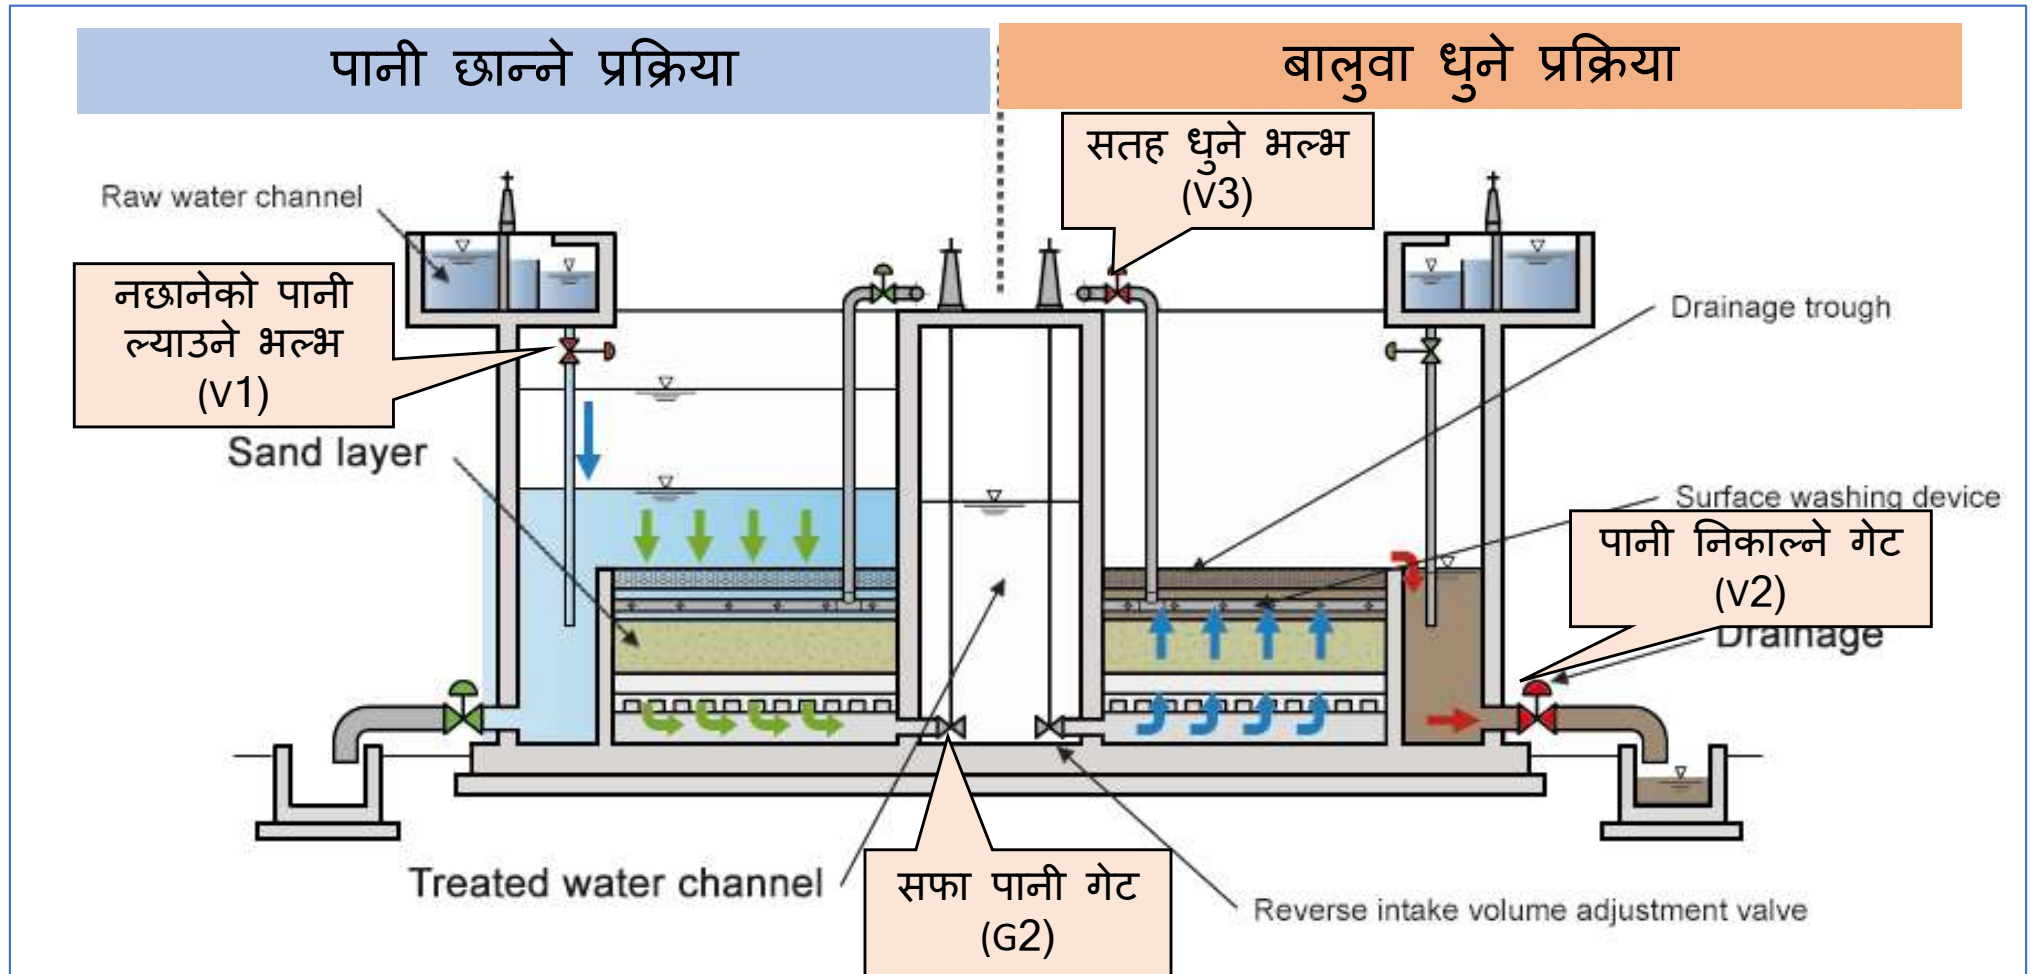 पानी छान्ने प्रक्रिया
बालुवा धुने प्रक्रिया
सतह धुने भल्भ
(V3)
Raw water channel
नछानेको पानी
ल्याउने भल्भ
(V1)
Drainage trough
Sand layer
Surface washing device
पानी निकाल्ने गेट
(V2)
Drainage
Treated water channel
सफा पानी गेट
(G2)
Reverse intake volume adjustment valve